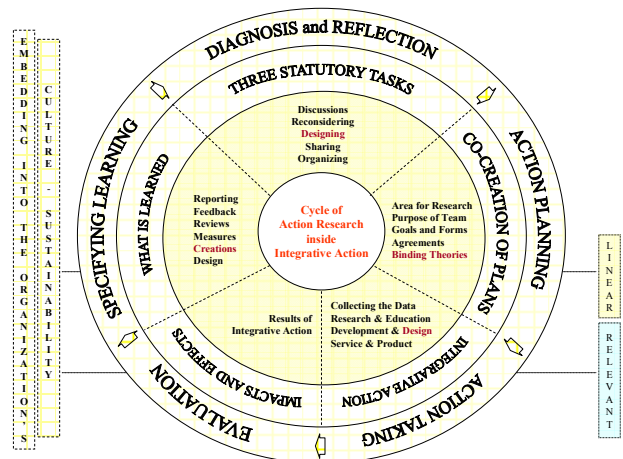 EMBEDDING INTO THE ORGANIZATION'S
CULTURE - SUSTAINABILITY
DIAGNOSIS and REFLECTION
THREE STATUTORY TASKS
Discussions
Reconsidering
Designing
Sharing
Organizing
ACTION PLANNING
CO-CREATION OF PLANS
Area for Research
Purpose of Team
Goals and Forms
Agreements
Binding Theories
ACTION TAKING
INTEGRATIVE ACTION
Collecting the Data
Research & Education
Development & Design
Service & Product
EVALUATION
IMPACTS AND EFFECTS
Results of
Integrative Action
SPECIFYING LEARNING
WHAT IS LEARNED
Reporting
Feedback
Reviews
Measures
Creations
Design
Cycle of
Action Research
inside
Integrative Action
LINEAR
RELEVANT